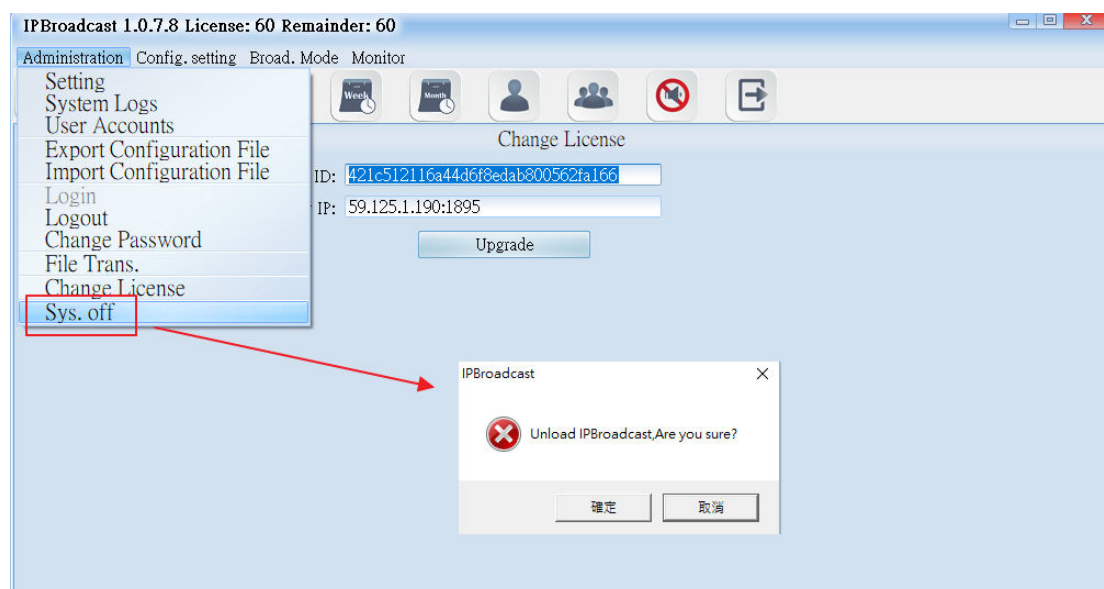 IPBroadcast 1.0.7.8 License: 60 Remainder: 60
Administration Config. setting Broad. Mode Monitor
Setting
System Logs
User Accounts
Export Configuration File
Import Configuration File
Login
Logout
Change Password
File Trans.
Change License
Sys. off
Week
Month
Change License
ID: 421c512116a44d6f8edab800562fa166
IP: 59.125.1.190:1895
Upgrade
IPBroadcast
Unload IPBroadcast,Are you sure?
確定 取消